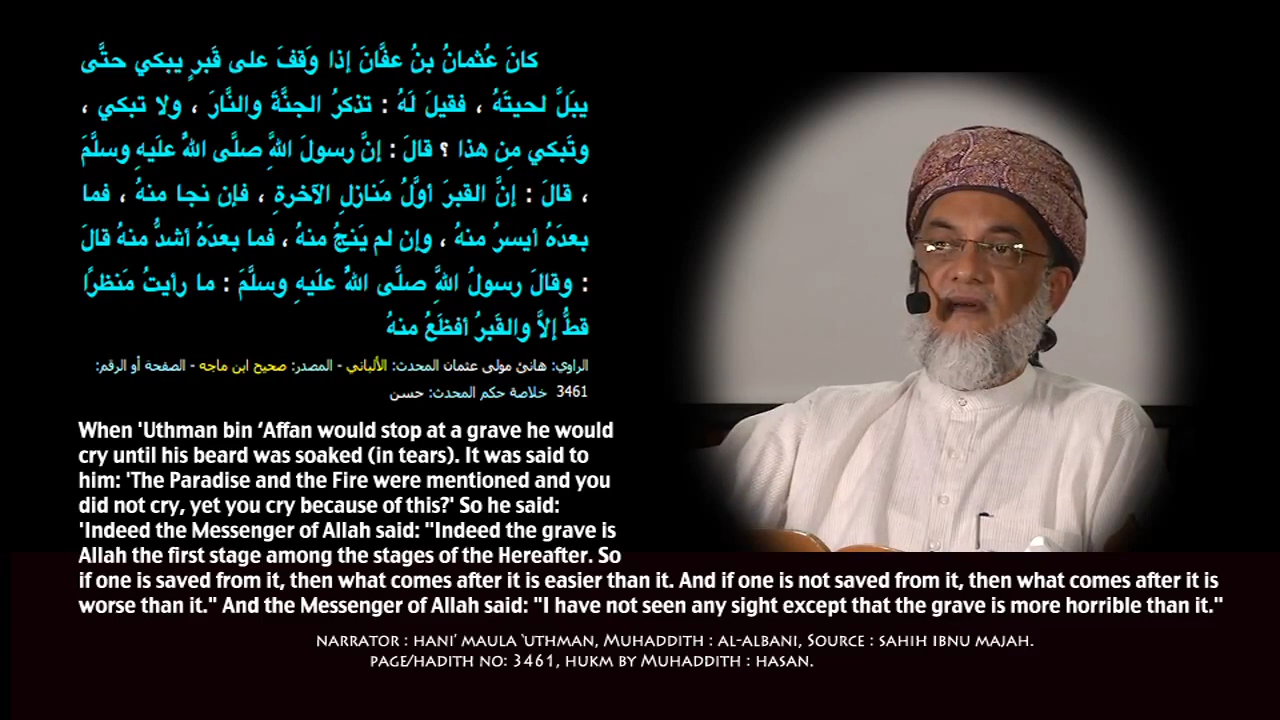 كانَ عُثمانُ بنُ عفَّانَ إذا وَقفَ على قَبرٍ يبكي حتَّى
يبَلَّ لحيتَهُ ، فقيلَ لَهُ : تذكرُ الجنَّةَ والنَّارَ ، ولا تبكي ،
وتَبكي مِن هذا ؟ قالَ : إنَّ رسولَ اللَّهِ صلَّى اللَّهُ علَيهِ وسلَّمَ
، قالَ : إنَّ القبرَ أوَّلُ مَنازلِ الآخرةِ ، فإن نجا منهُ ، فما
بعدَهُ أيسرُ منهُ ، وإن لم يَنجُ منهُ ، فما بعدَهُ أشدُّ منهُ قالَ
: وقالَ رسولُ اللَّهِ صلَّى اللَّهُ علَيهِ وسلَّمَ : ما رأيتُ مَنظرًا
قطُّ إلاَّ والقَبرُ أفظَعُ منهُ
الراوي: هانئ مولى عثمان المحدث: الألباني - المصدر: صحيح ابن ماجه - الصفحة أو الرقم:
3461 خلاصة حكم المحدث: حسن
When 'Uthman bin ‘Affan would stop at a grave he would
cry until his beard was soaked (in tears). It was said to
him: 'The Paradise and the Fire were mentioned and you
did not cry, yet you cry because of this?' So he said:
'Indeed the Messenger of Allah said: "Indeed the grave is
Allah the first stage among the stages of the Hereafter. So
if one is saved from it, then what comes after it is easier than it. And if one is not saved from it, then what comes after it is
worse than it." And the Messenger of Allah said: "I have not seen any sight except that the grave is more horrible than it."
NARRATOR : HANI’ MAULA ‘UTHMAN, MUHADDITH : AL-ALBANI, SOURCE : SAHIH IBNU MAJAH.
PAGE/HADITH NO: 3461, HUKM BY MUHADDITH : HASAN.